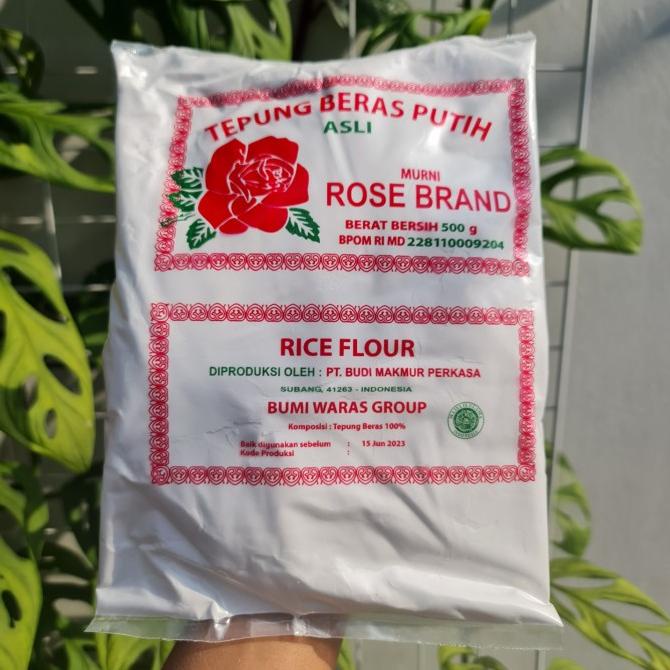 TEPUNG BERAS PUTIH
ASLI
MURNI
ROSE BRAND
BERAT BERSIH 500 g
BPOM RI MD 228110009204
RICE FLOUR
DIPRODUKSI OLEH : PT. BUDI MAKMUR PERKASA
SUBANG, 41263 - INDONESIA
BUMI WARAS GROUP
Komposisi : Tepung Beras 100%
Baik digunakan sebelum : 15 Jun 2023
Kode Produksi :